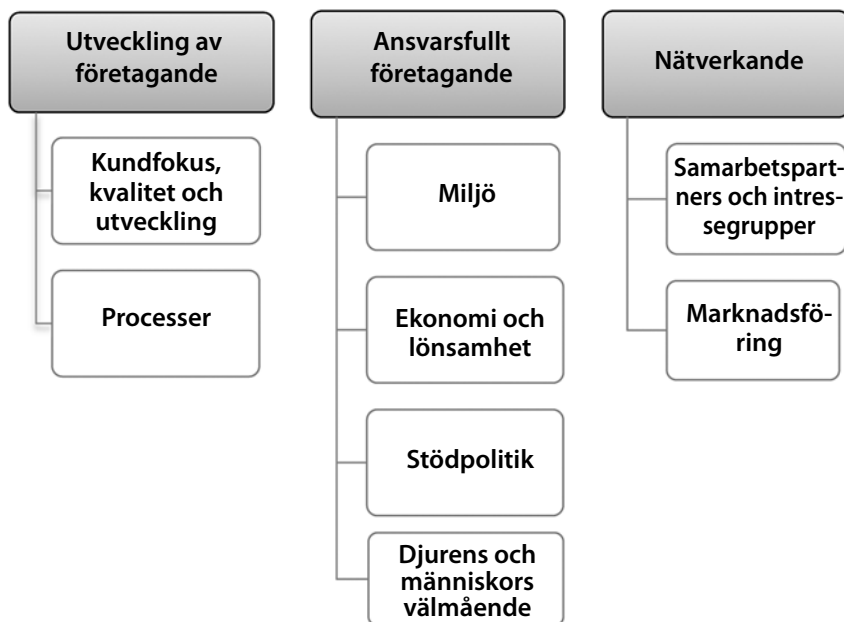 Utveckling av
företagande
Kundfokus,
kvalitet och
utveckling
Processer
Ansvarsfullt
företagande
Miljö
Ekonomi och
lönsamhet
Stödpolitik
Djurens och
människors
välmående
Nätverkande
Samarbetspart-
ners och intres-
segrupper
Marknadsfö-
ring